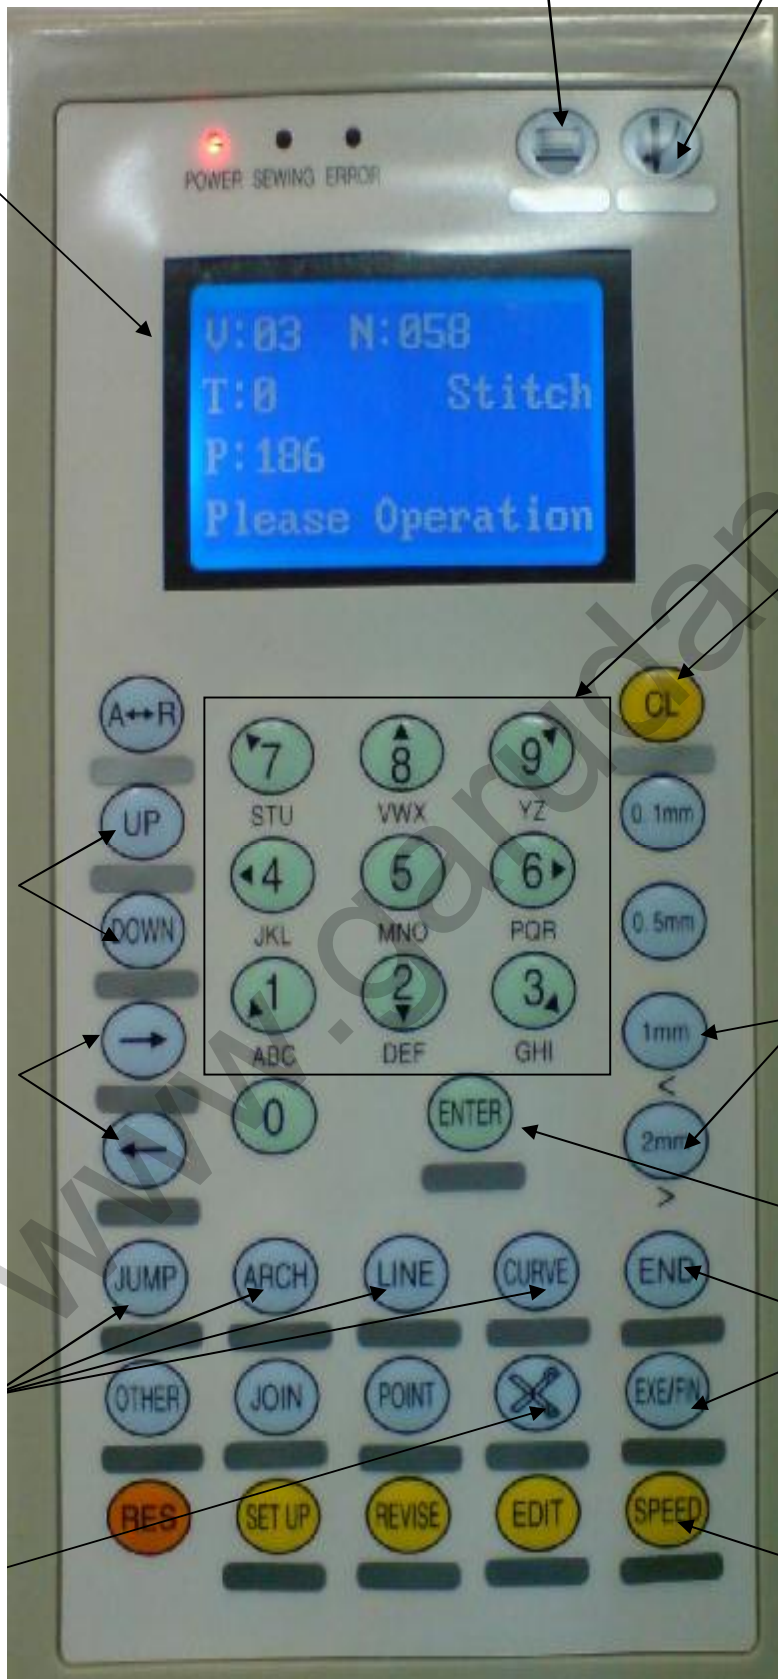 POWER SEWING ERROR
V:03 N:058
T:0 Stitch
P:186
Please Operation
A↔R
7 8 9
CL
STU VWX YZ
UP
0.1mm
4 5 6
DOWN
0.5mm
JKL MNO PQR
1 2 3
1mm
ABC DEF GHI
<
0 ENTER
2mm
>
JUMP ARCH LINE CURVE END
OTHER JOIN POINT EXE/FIN
RES SET UP REVISE EDIT SPEED